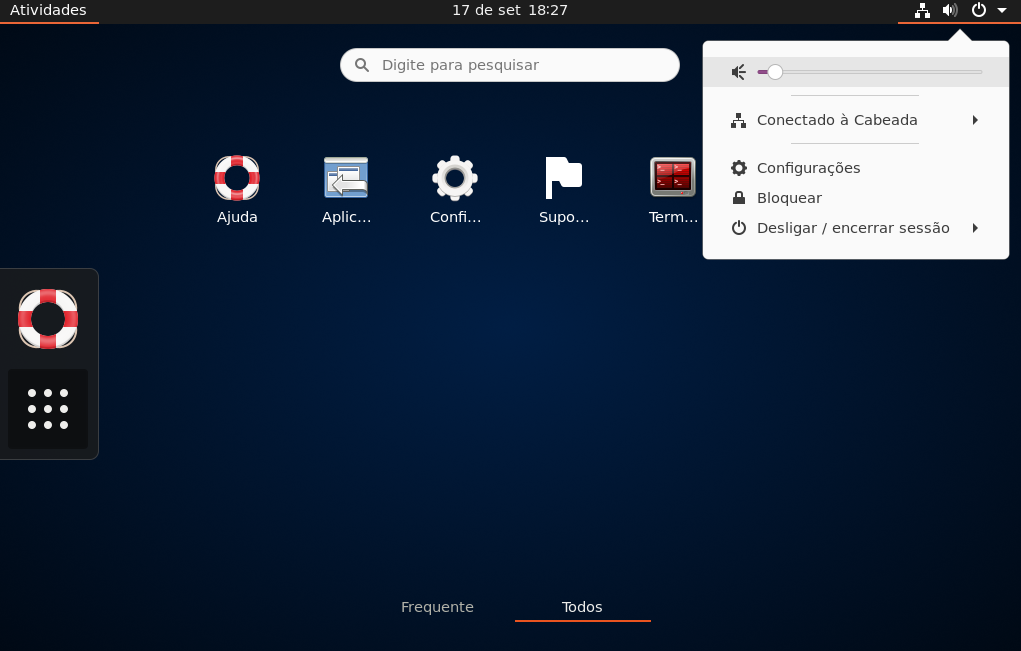 Atividades
17 de set 18:27
Digite para pesquisar
Conectado à Cabeada
Configurações
Bloquear
Desligar / encerrar sessão
Ajuda
Aplic...
Confi...
Supo...
Term...
Frequente
Todos